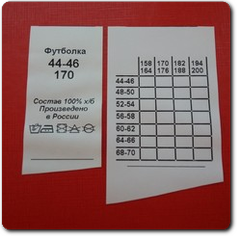 Футболка
44-46
170
Состав 100% х/б
Произведено
в России
158 170 182 194
164 176 188 200
44-46
48-50
52-54
56-58
60-62
64-66
68-70